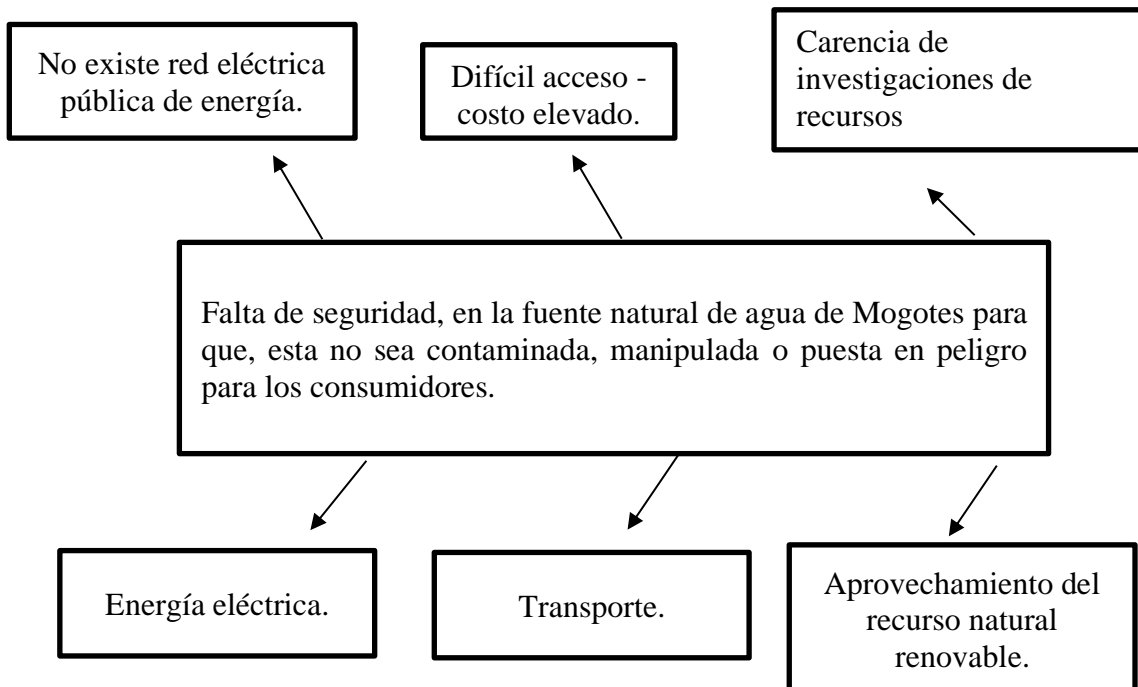 No existe red eléctrica
pública de energía.
Difícil acceso -
costo elevado.
Carencia de
investigaciones de
recursos
Falta de seguridad, en la fuente natural de agua de Mogotes para
que, esta no sea contaminada, manipulada o puesta en peligro
para los consumidores.
Energía eléctrica.
Transporte.
Aprovechamiento del
recurso natural
renovable.